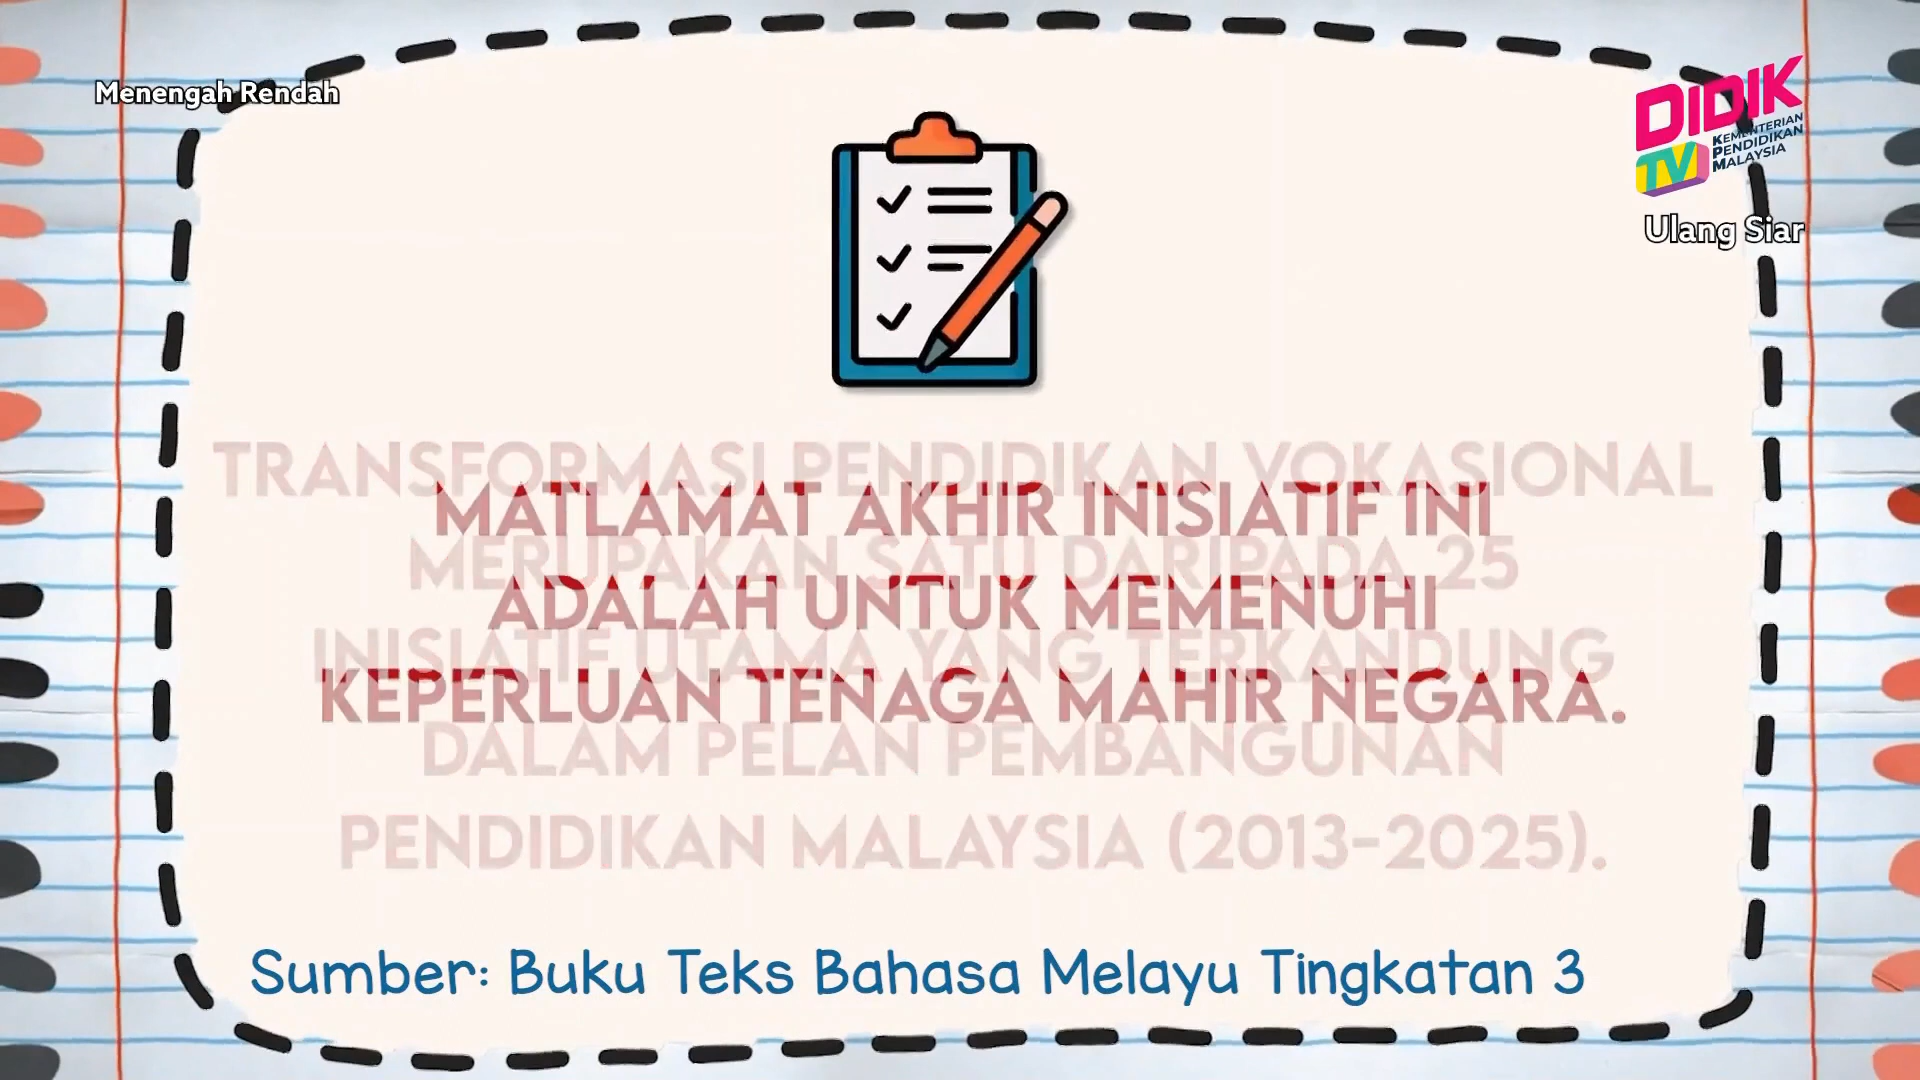 Menengah Rendah
DIDIK
TV
KEMENTERIAN
PENDIDIKAN
MALAYSIA
Ulang Siar
TRANSFORMASI PENDIDIKAN VOKASIONAL
MERUPAKAN SATU DARIPADA 25
INISIATIF UTAMA YANG TERKANDUNG
DALAM PELAN PEMBANGUNAN
PENDIDIKAN MALAYSIA (2013-2025).
MATLAMAT AKHIR INISIATIF INI
ADALAH UNTUK MEMENUHI
KEPERLUAN TENAGA MAHIR NEGARA.
Sumber: Buku Teks Bahasa Melayu Tingkatan 3